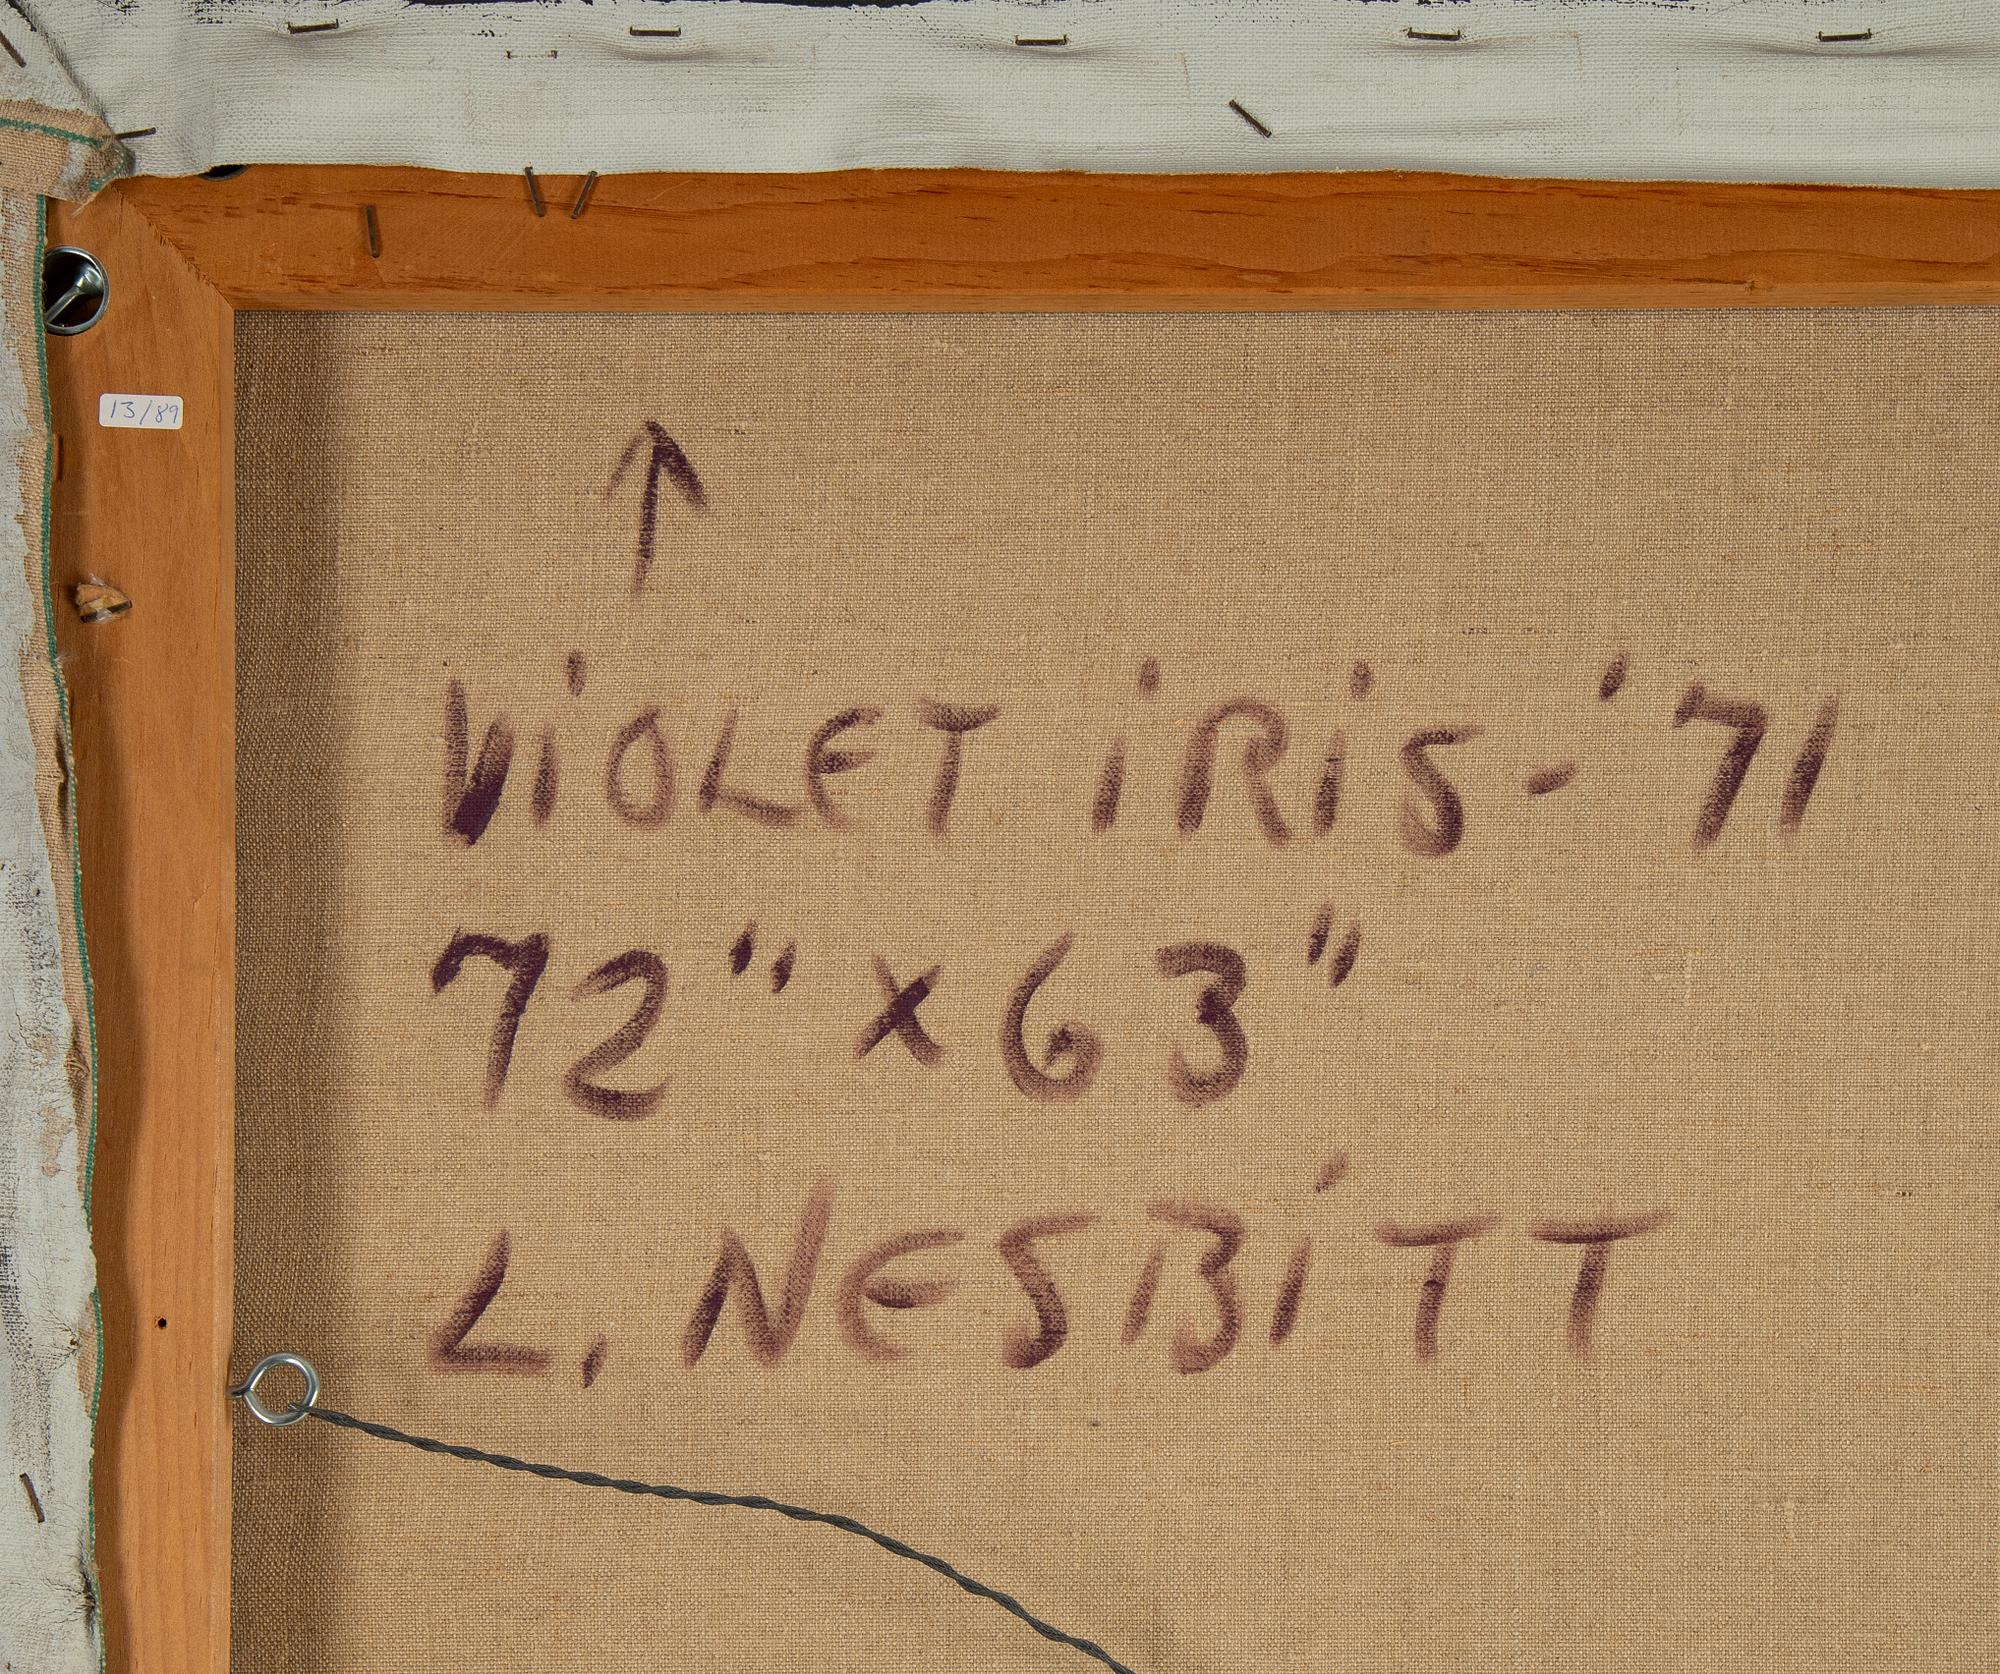 13/89
↑
ViOLET iRiS - '71
72" x 63"
L. NESBiTT